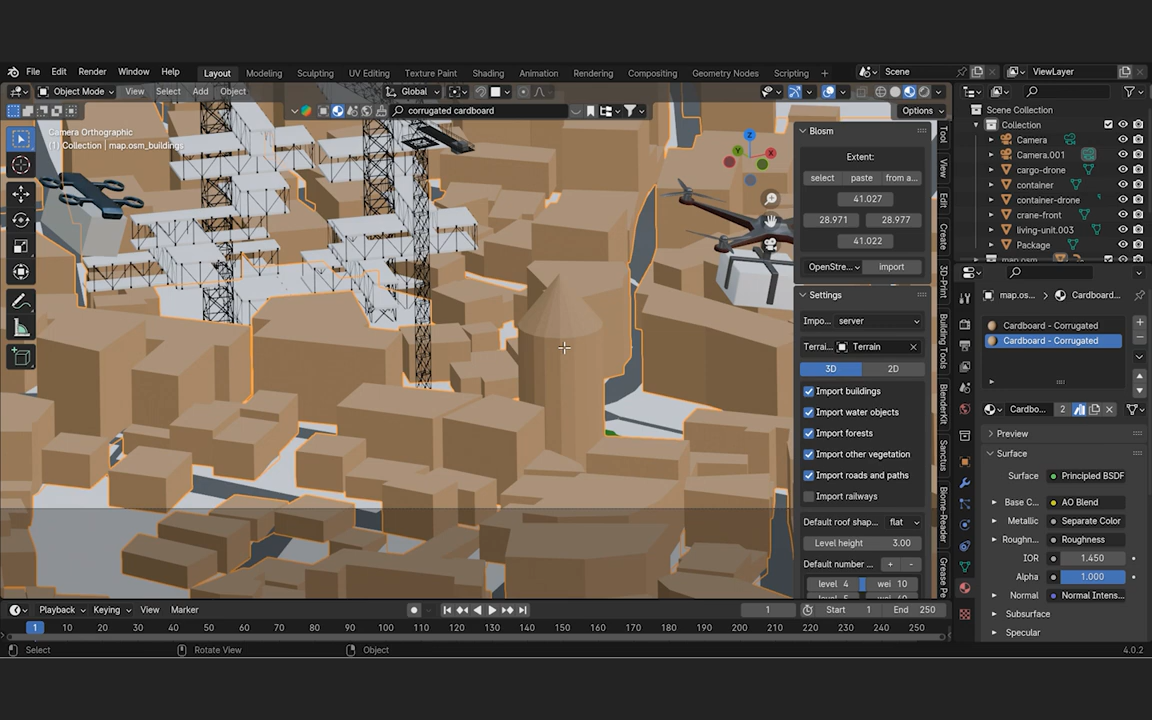 File Edit Render Window Help Layout Modeling Sculpting UV Editing Texture Paint Shading Animation Rendering Compositing Geometry Nodes Scripting + Scene ViewLayer
Object Mode View Select Add Object Global
corrugated cardboard Options
Camera Orthographic
(1) Collection | map.osm_buildings
Z
Y
X
Blosm
Extent:
select paste from a...
41.027
28.971 28.977
41.022
OpenStre... import
Settings
Impo... server
Terrai... Terrain
3D 2D
Import buildings
Import water objects
Import forests
Import other vegetation
Import roads and paths
Import railways
Default roof shap... flat
Level height 3.00
Default number ... + -
level 4 wei 10
Tool
View
Edit
Create
3D-Print
Building Tools
BlenderKit
Sanctus
Biome-Reader
Grease Pe
Scene Collection
Collection
Camera
Camera.001
cargo-drone
container
container-drone
crane-front
living-unit.003
Package
map.os... > Cardboard...
Cardboard - Corrugated
Cardboard - Corrugated
Cardbo... 2
Preview
Surface
Surface Principled BSDF
Base C... AO Blend
Metallic Separate Color
Roughn... Roughness
IOR 1.450
Alpha 1.000
Normal Normal Intens...
Subsurface
Specular
Playback Keying View Marker 1 Start 1 End 250
1 10 20 30 40 50 60 70 80 90 100 110 120 130 140 150 160 170 180 190 200 210 220 230 240 250
Select Rotate View Object 4.0.2